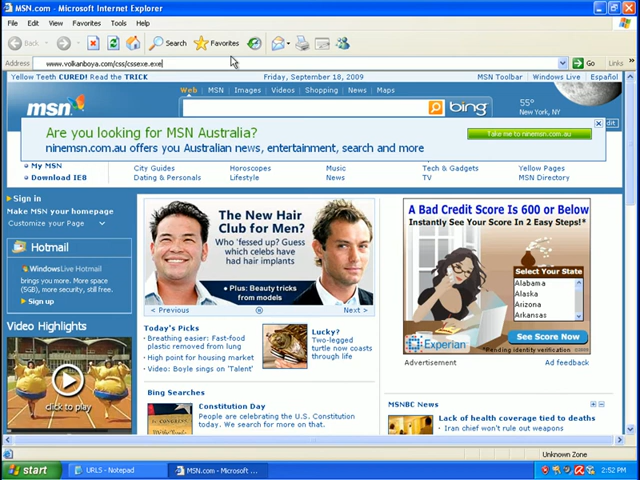 MSN.com - Microsoft Internet Explorer
File Edit View Favorites Tools Help
Back Search Favorites
Address www.volkanboya.com/css/cssexe.exe Go Links
Yellow Teeth CURED! Read the TRICK Friday, September 18, 2009 MSN Toolbar Windows Live Español
Web MSN Images Videos Shopping News Maps
msn bing 55°
New York, NY
Are you looking for MSN Australia? Take me to ninemsn.com.au
ninemsn.com.au offers you Australian news, entertainment, search and more
My MSN City Guides Horoscopes Music Tech & Gadgets Yellow Pages
Download IE8 Dating & Personals Lifestyle News TV MSN Directory
Sign in
Make MSN your homepage
Customize your Page
Hotmail
WindowsLive Hotmail
brings you more. More space
(5GB), more security, still free.
Sign up
Video Highlights
click to play
The New Hair
Club for Men?
Who 'fessed up? Guess
which celebs have
had hair implants
• Plus: Beauty tricks
from models
< Previous Next >
Today's Picks
Breathing easier: Fast-food
plastic removed from lung
High point for housing market
Video: Boyle sings on 'Talent'
Lucky?
Two-legged
turtle now coasts
through life
Bing Searches
Constitution Day
People are celebrating the U.S. Constitution
today. We search for more on that.
A Bad Credit Score Is 600 or Below
Instantly See Your Score In 2 Easy Steps!*
Select Your State
Alabama
Alaska
Arizona
Arkansas
See Score Now
Experian
*Pending identity verification
Advertisement Ad feedback
MSNBC News
Lack of health coverage tied to deaths
Iran chief won't rule out weapons
Unknown Zone
start URLS - Notepad MSN.com - Microsoft ... 2:52 PM